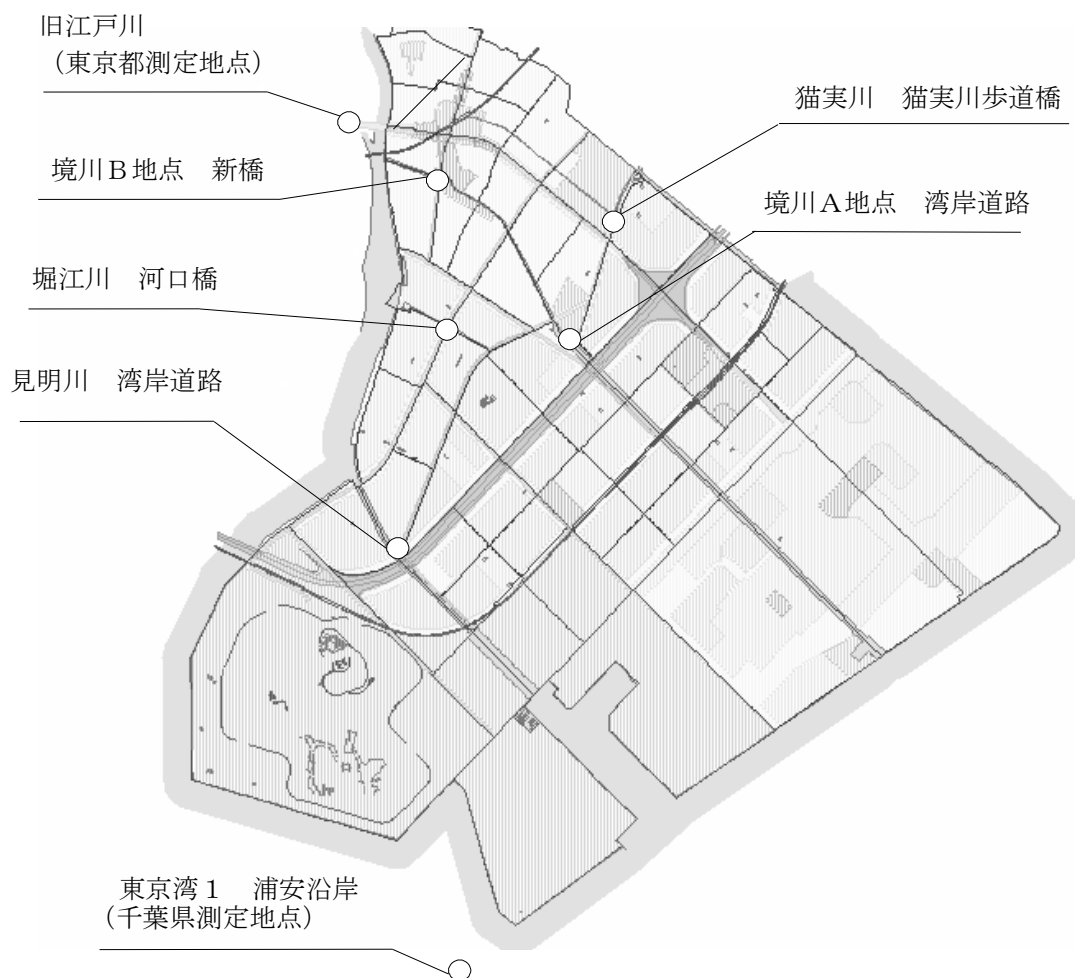 旧江戸川
（東京都測定地点）
猫実川　猫実川歩道橋
境川Ｂ地点　新橋
境川Ａ地点　湾岸道路
堀江川　河口橋
見明川　湾岸道路
東京湾１　浦安沿岸
（千葉県測定地点）